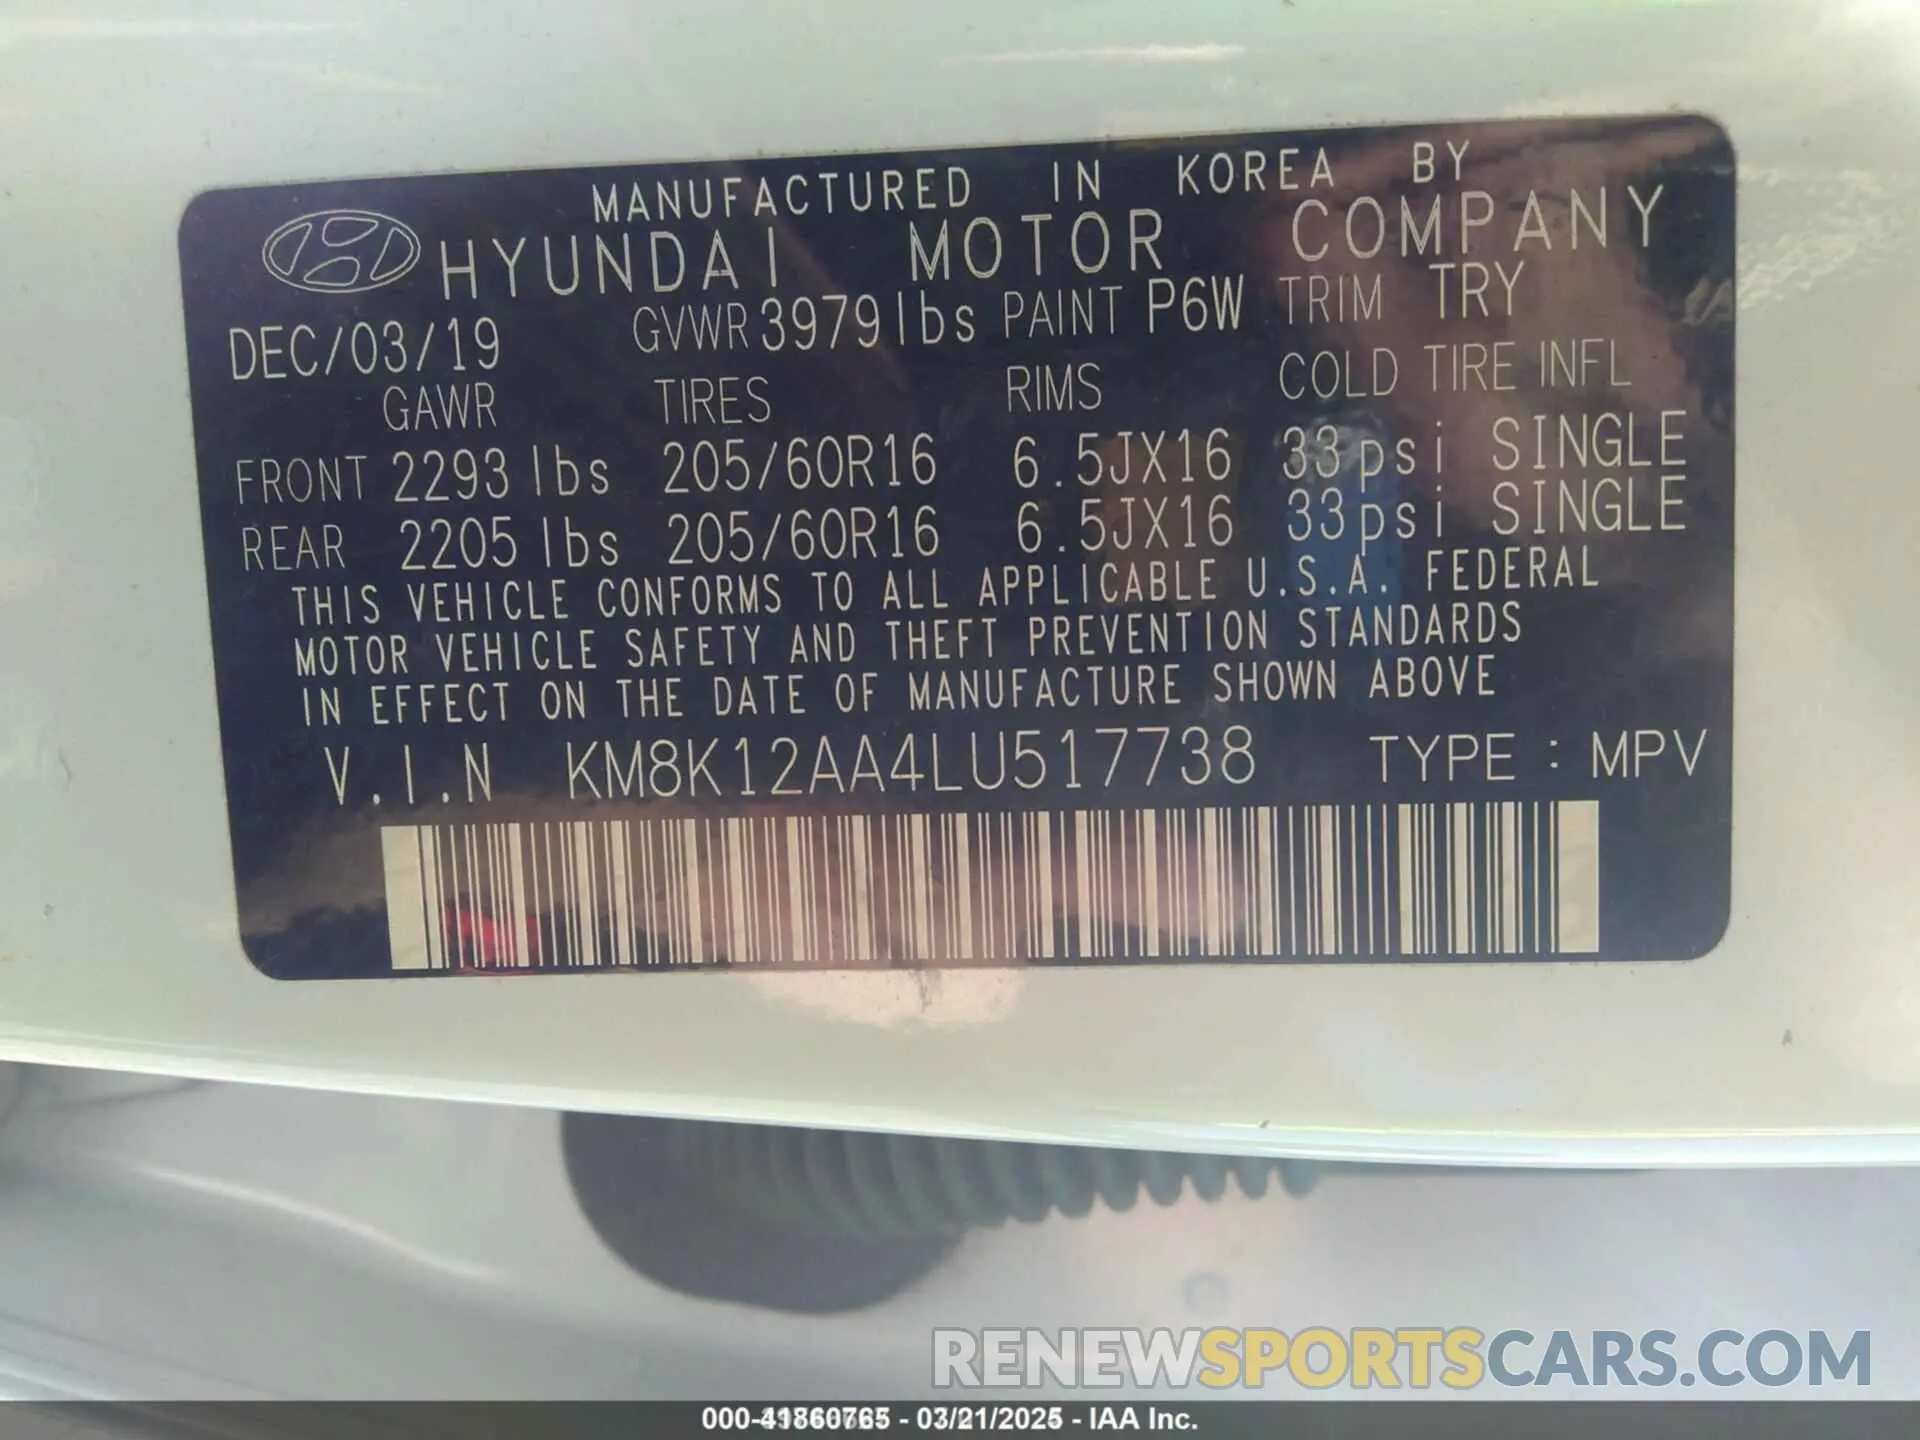 MANUFACTURED IN KOREA BY
HYUNDAI MOTOR COMPANY
DEC/03/19 GVWR 3979lbs PAINT P6W TRIM TRY
GAWR TIRES RIMS COLD TIRE INFL
FRONT 2293 lbs 205/60R16 6.5JX16 33psi SINGLE
REAR 2205 lbs 205/60R16 6.5JX16 33psi SINGLE
THIS VEHICLE CONFORMS TO ALL APPLICABLE U.S.A. FEDERAL
MOTOR VEHICLE SAFETY AND THEFT PREVENTION STANDARDS
IN EFFECT ON THE DATE OF MANUFACTURE SHOWN ABOVE
V.I.N KM8K12AA4LU517738 TYPE : MPV
RENEWSPORTSCARS.COM
03/21/2025 - IAA Inc.